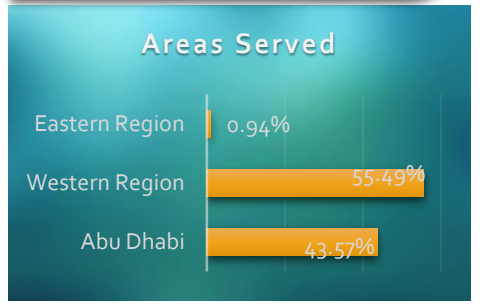 Areas Served
Eastern Region 0.94%
Western Region 55.49%
Abu Dhabi 43.57%